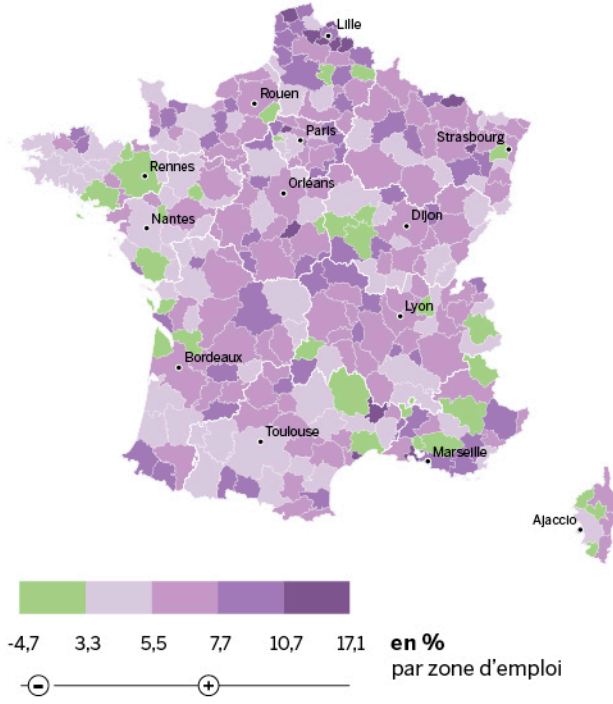 Lille
Rouen
Paris
Strasbourg
Rennes
Orléans
Nantes
Dijon
Lyon
Bordeaux
Toulouse
Marseille
Ajaccio
-4,7 3,3 5,5 7,7 10,7 17,1 en %
par zone d'emploi
− +